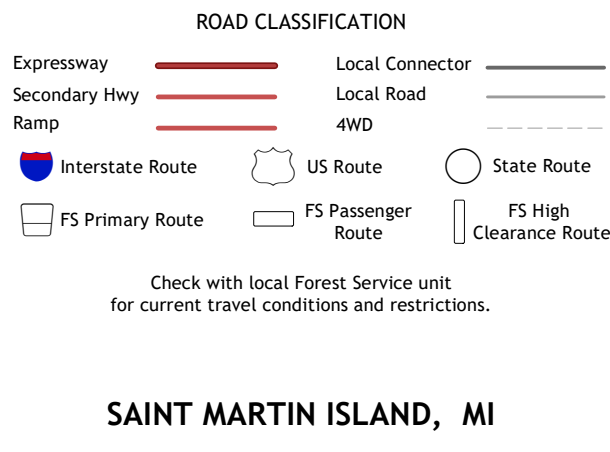 ROAD CLASSIFICATION
Expressway
Local Connector
Secondary Hwy
Local Road
Ramp
4WD
Interstate Route
US Route
State Route
FS Primary Route
FS Passenger
Route
FS High
Clearance Route
Check with local Forest Service unit
for current travel conditions and restrictions.
SAINT MARTIN ISLAND, MI